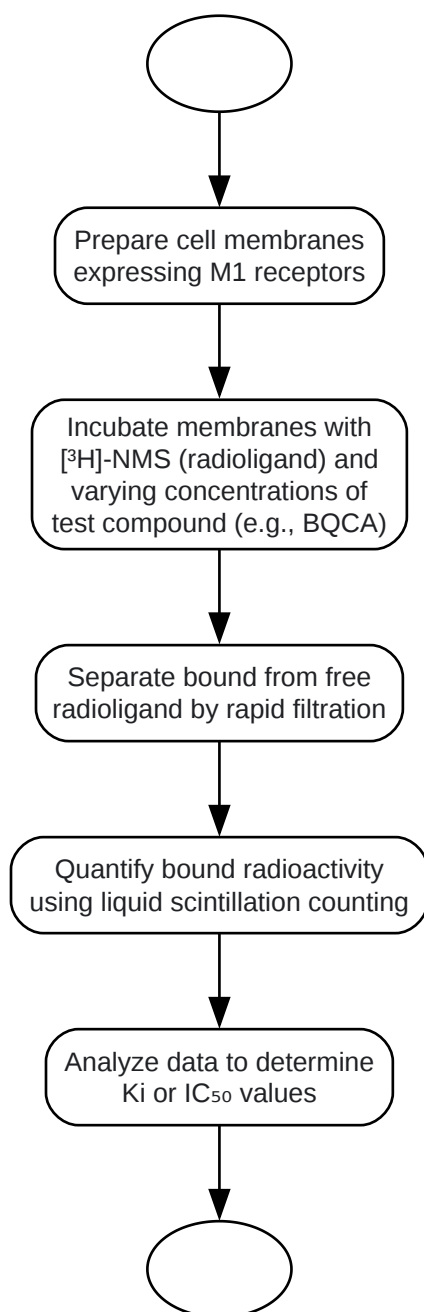 Prepare cell membranes
expressing M1 receptors
Incubate membranes with
[³H]-NMS (radioligand) and
varying concentrations of
test compound (e.g., BQCA)
Separate bound from free
radioligand by rapid filtration
Quantify bound radioactivity
using liquid scintillation counting
Analyze data to determine
Ki or IC₅₀ values